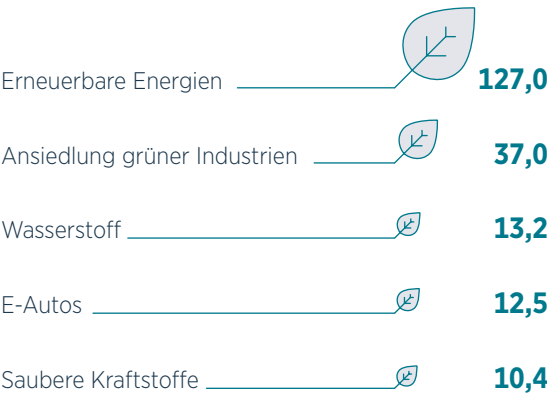 Erneuerbare Energien 127,0
Ansiedlung grüner Industrien 37,0
Wasserstoff 13,2
E-Autos 12,5
Saubere Kraftstoffe 10,4